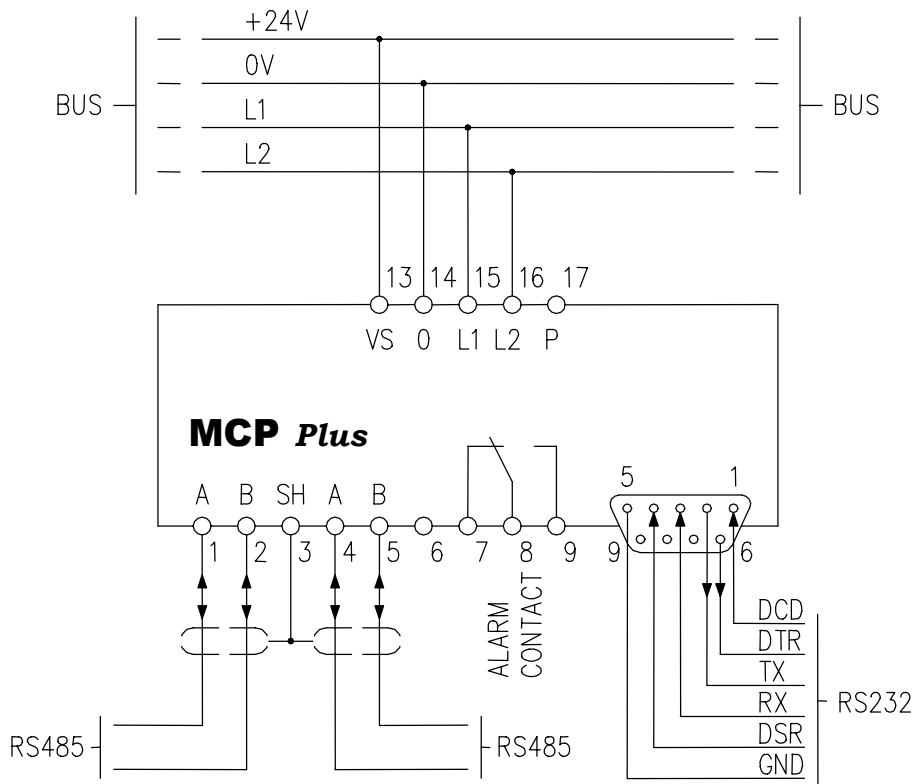 +24V
0V
BUS
L1
BUS
L2
13 14 15 16 17
VS 0 L1 L2 P
MCP Plus
A B SH A B
5 1
1 2 3 4 5 6 7 8 9
9 6
ALARM
CONTACT
DCD
DTR
TX
RX
RS232
DSR
GND
RS485
RS485